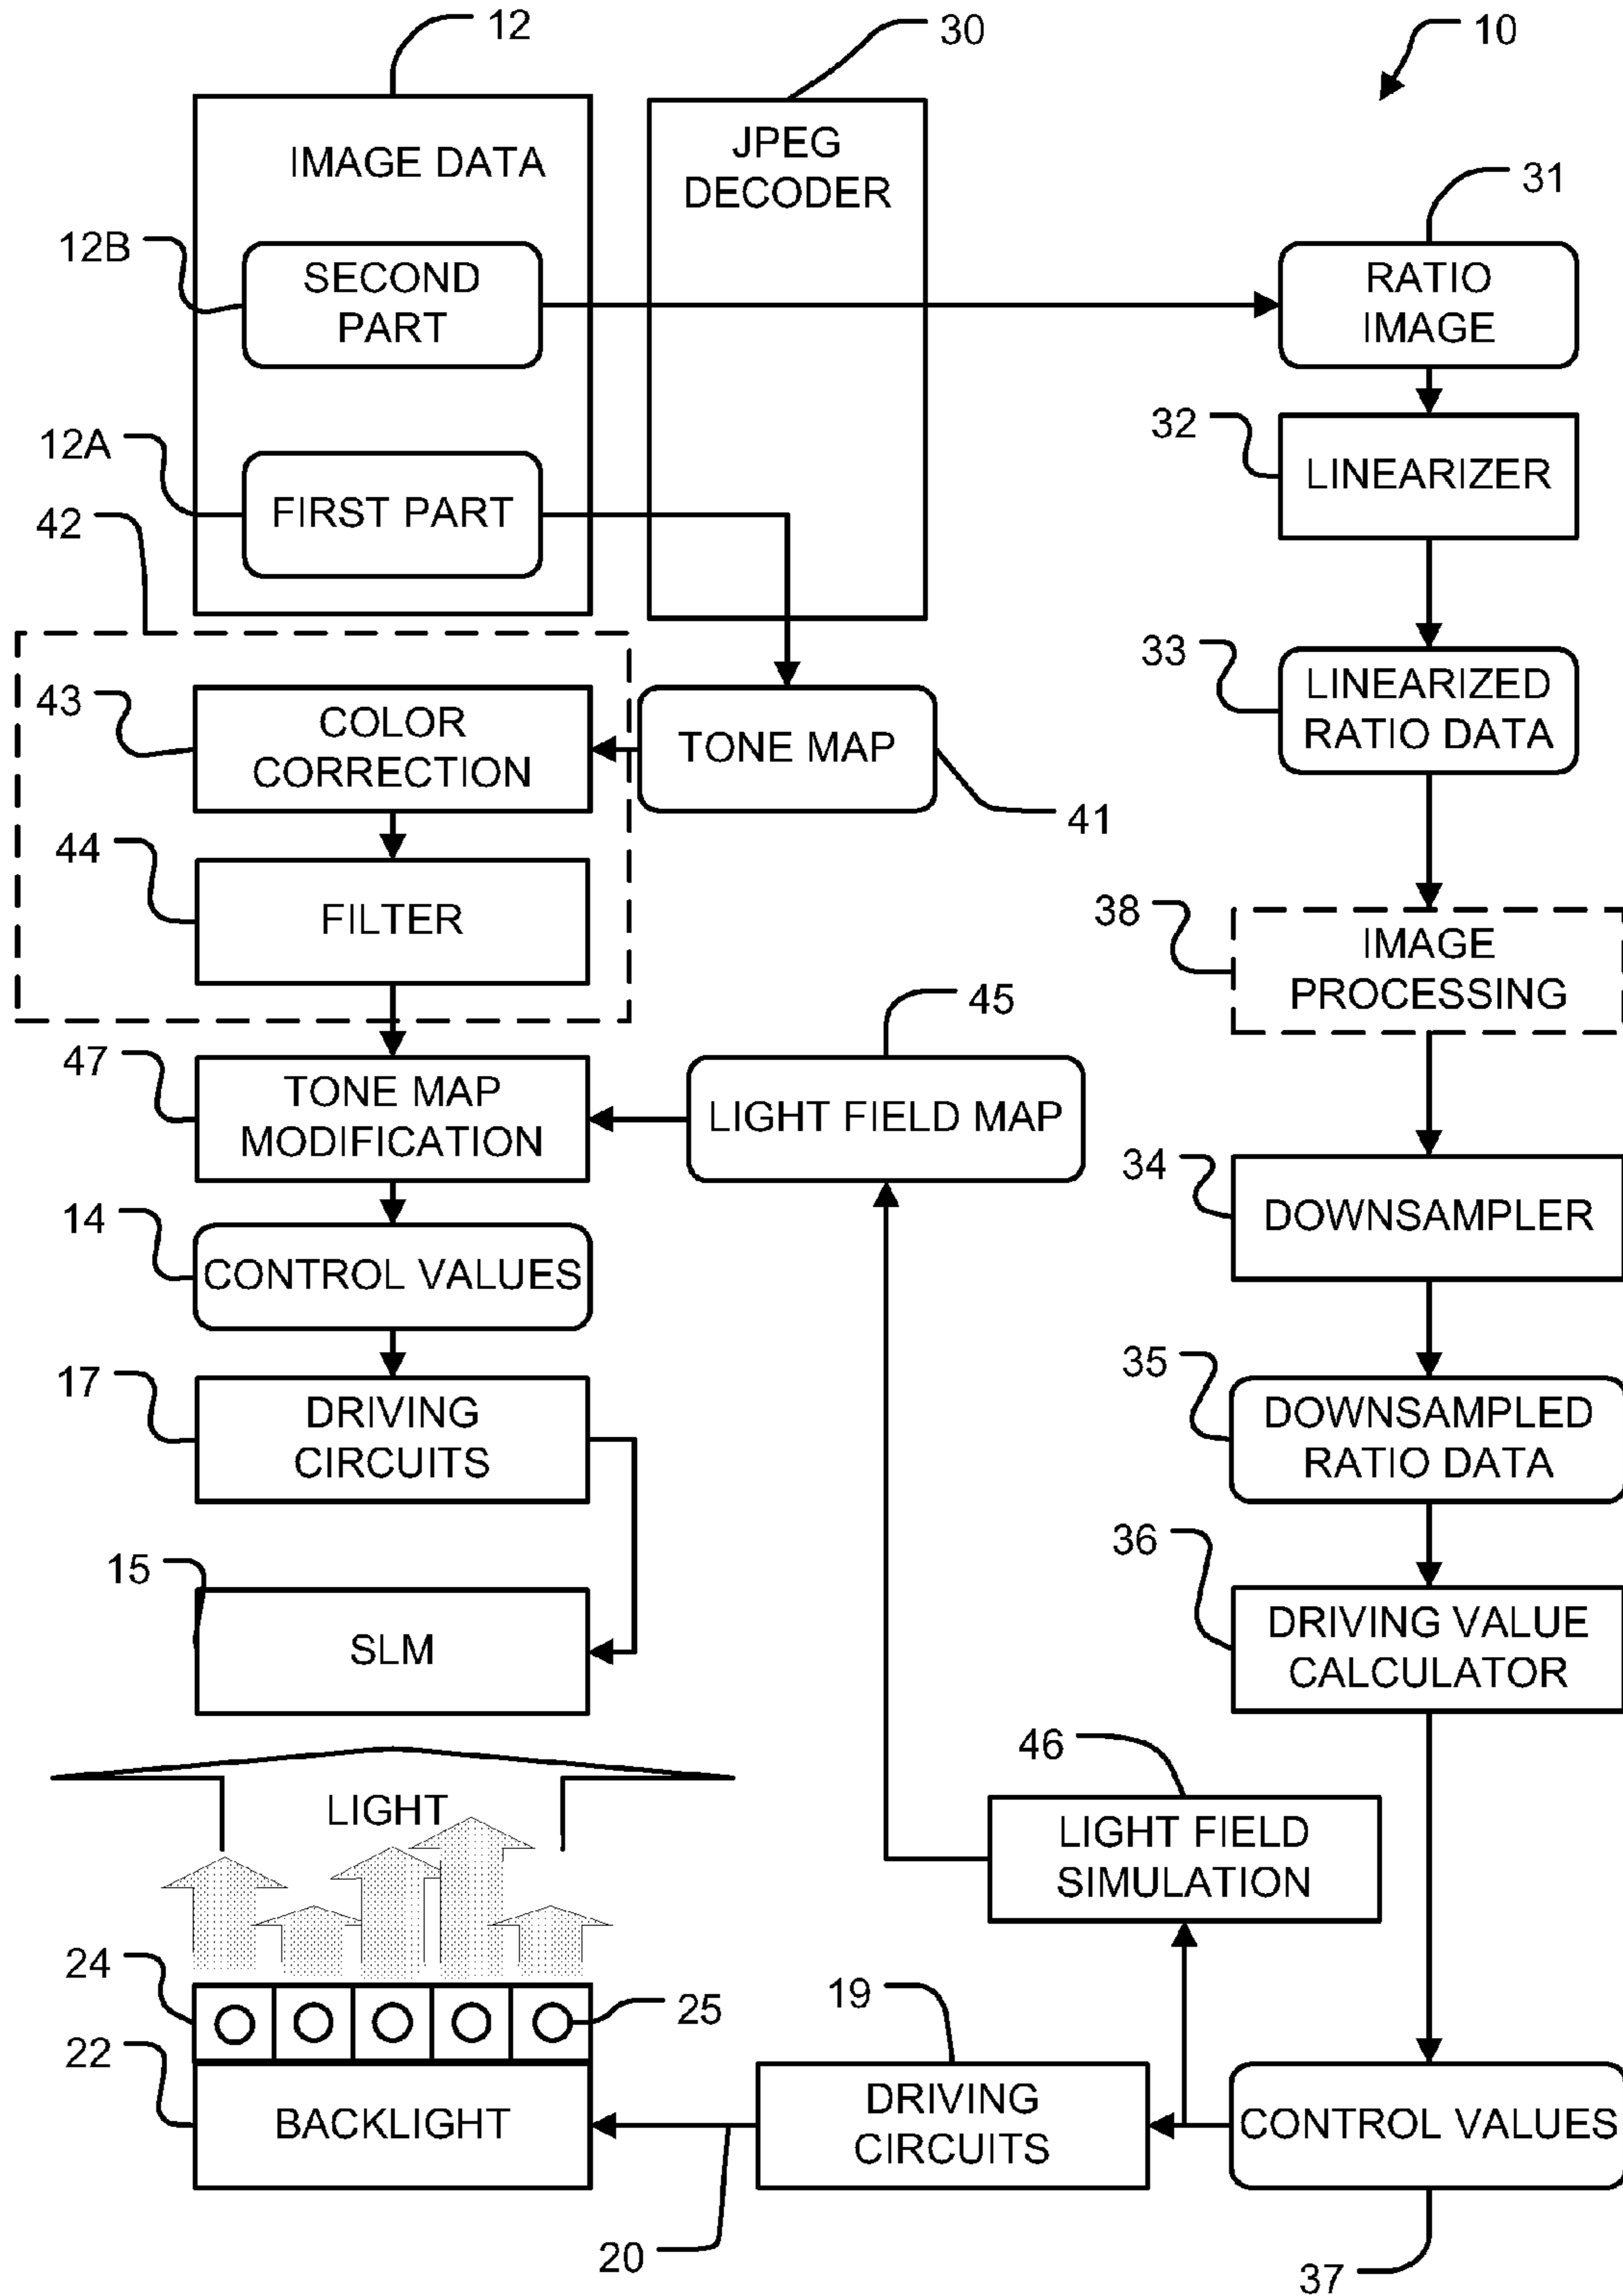 12
30
10
IMAGE DATA
JPEG
DECODER
31
12B
SECOND
PART
RATIO
IMAGE
12A
FIRST PART
32
LINEARIZER
42
33
LINEARIZED
RATIO DATA
43
COLOR
CORRECTION
TONE MAP
41
44
FILTER
38
IMAGE
PROCESSING
45
47
TONE MAP
MODIFICATION
LIGHT FIELD MAP
34
DOWNSAMPLER
14
CONTROL VALUES
17
DRIVING
CIRCUITS
35
DOWNSAMPLED
RATIO DATA
15
SLM
36
DRIVING VALUE
CALCULATOR
46
LIGHT
LIGHT FIELD
SIMULATION
24
25
19
22
BACKLIGHT
DRIVING
CIRCUITS
CONTROL VALUES
20
37